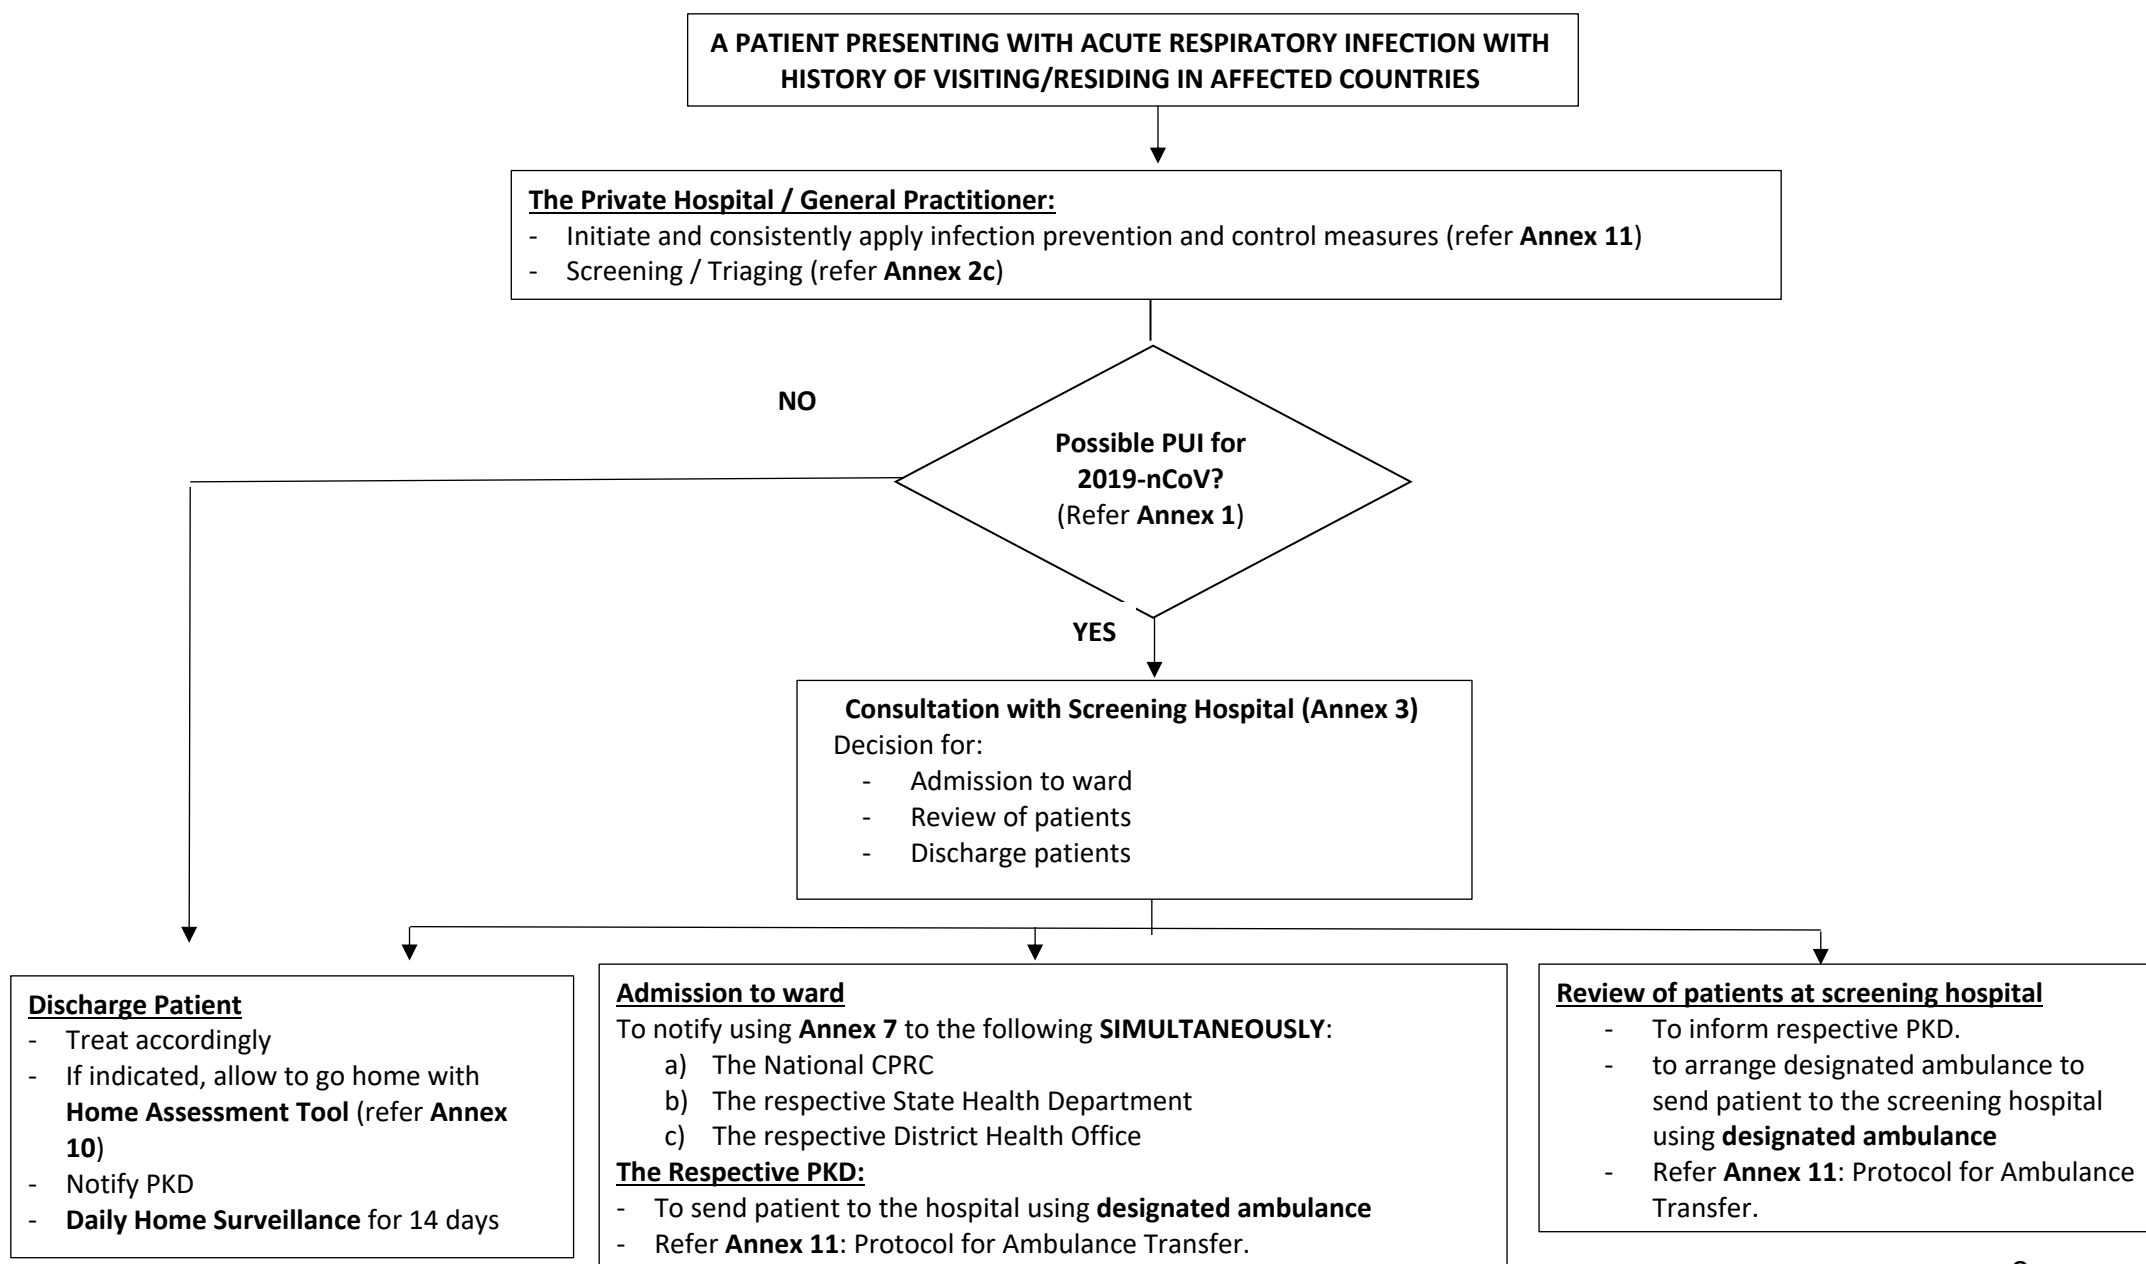 A PATIENT PRESENTING WITH ACUTE RESPIRATORY INFECTION WITH
HISTORY OF VISITING/RESIDING IN AFFECTED COUNTRIES
The Private Hospital / General Practitioner:
- Initiate and consistently apply infection prevention and control measures (refer Annex 11)
- Screening / Triaging (refer Annex 2c)
NO
Possible PUI for
2019-nCoV?
(Refer Annex 1)
YES
Consultation with Screening Hospital (Annex 3)
Decision for:
- Admission to ward
- Review of patients
- Discharge patients
Discharge Patient
- Treat accordingly
- If indicated, allow to go home with
Home Assessment Tool (refer Annex
10)
- Notify PKD
- Daily Home Surveillance for 14 days
Admission to ward
To notify using Annex 7 to the following SIMULTANEOUSLY:
a) The National CPRC
b) The respective State Health Department
c) The respective District Health Office
The Respective PKD:
- To send patient to the hospital using designated ambulance
- Refer Annex 11: Protocol for Ambulance Transfer.
Review of patients at screening hospital
- To inform respective PKD.
- to arrange designated ambulance to
send patient to the screening hospital
using designated ambulance
- Refer Annex 11: Protocol for Ambulance
Transfer.